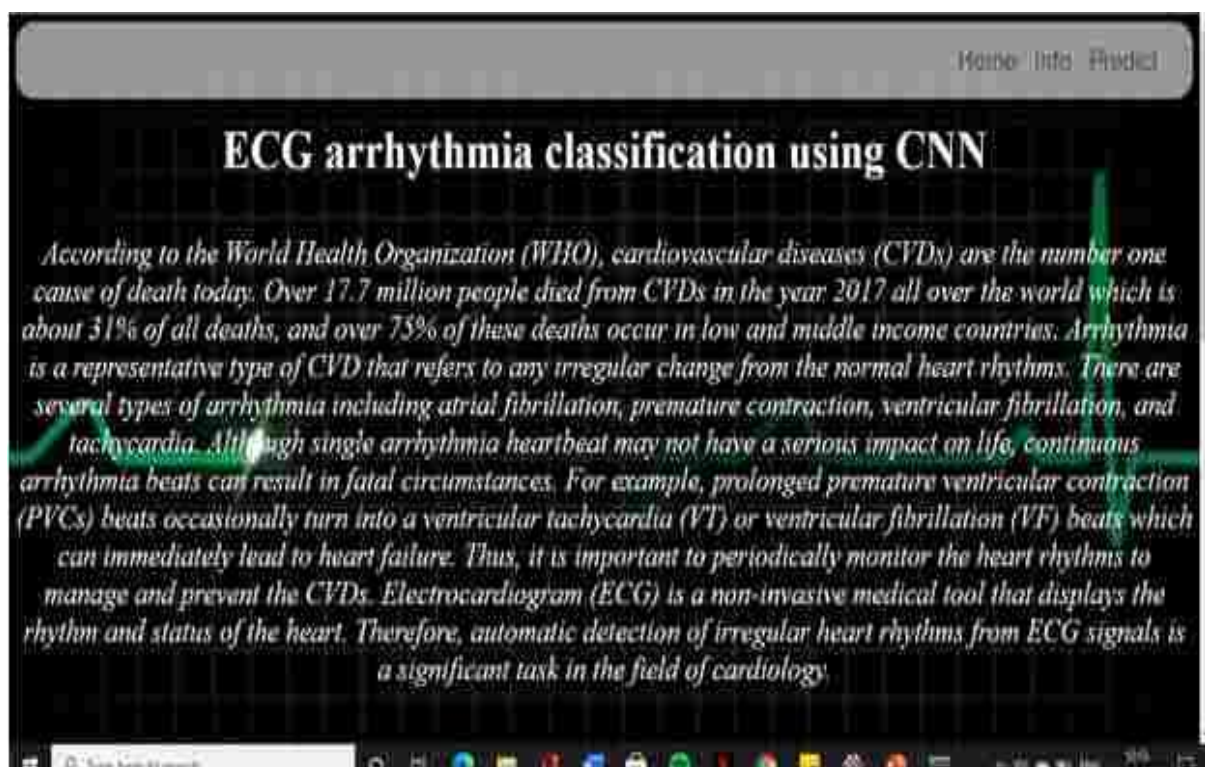 Home Info Predict
ECG arrhythmia classification using CNN
According to the World Health Organization (WHO), cardiovascular diseases (CVDs) are the number one
cause of death today. Over 17.7 million people died from CVDs in the year 2017 all over the world which is
about 31% of all deaths, and over 75% of these deaths occur in low and middle income countries. Arrhythmia
is a representative type of CVD that refers to any irregular change from the normal heart rhythms. There are
several types of arrhythmia including atrial fibrillation, premature contraction, ventricular fibrillation, and
tachycardia. Although single arrhythmia heartbeat may not have a serious impact on life, continuous
arrhythmia beats can result in fatal circumstances. For example, prolonged premature ventricular contraction
(PVCs) beats occasionally turn into a ventricular tachycardia (VT) or ventricular fibrillation (VF) beats which
can immediately lead to heart failure. Thus, it is important to periodically monitor the heart rhythms to
manage and prevent the CVDs. Electrocardiogram (ECG) is a non-invasive medical tool that displays the
rhythm and status of the heart. Therefore, automatic detection of irregular heart rhythms from ECG signals is
a significant task in the field of cardiology.